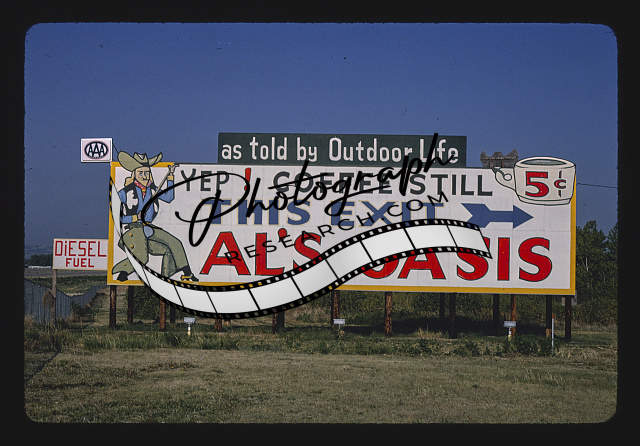 as told by Outdoor Life
AAA
YEP! COFFEE STILL 5¢
THIS EXIT
AL'S OASIS
DIESEL
FUEL
Photograph
RESEARCH.COM